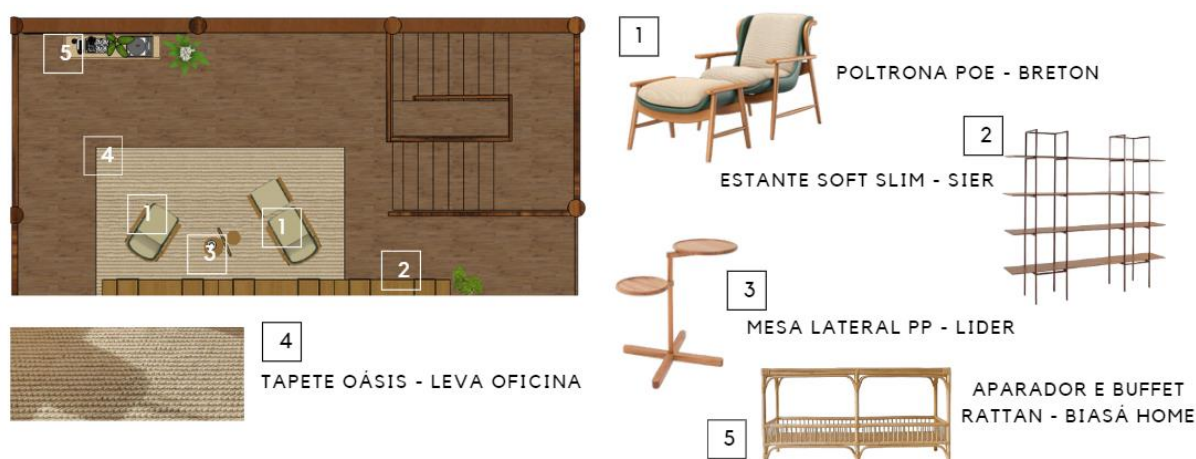 5
4
1
1
3
2
1
POLTRONA POE - BRETON
2
ESTANTE SOFT SLIM - SIER
3
MESA LATERAL PP - LIDER
4
TAPETE OÁSIS - LEVA OFICINA
5
APARADOR E BUFFET
RATTAN - BIASÁ HOME